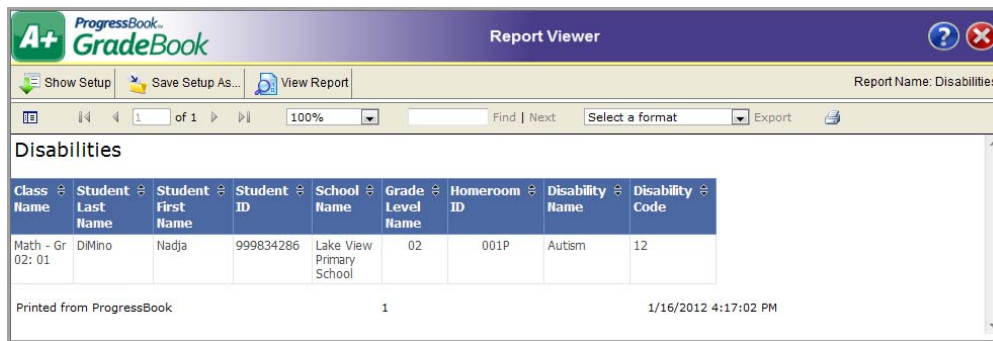 A+ ProgressBook GradeBook
Report Viewer
?
Show Setup Save Setup As... View Report Report Name: Disabilities
1 of 1 100% Find | Next Select a format Export
Disabilities
Class Name Student Last Name Student First Name Student ID School Name Grade Level Name Homeroom ID Disability Name Disability Code
Math - Gr 02: 01 DiMino Nadja 999834286 Lake View Primary School 02 001P Autism 12
Printed from ProgressBook 1 1/16/2012 4:17:02 PM